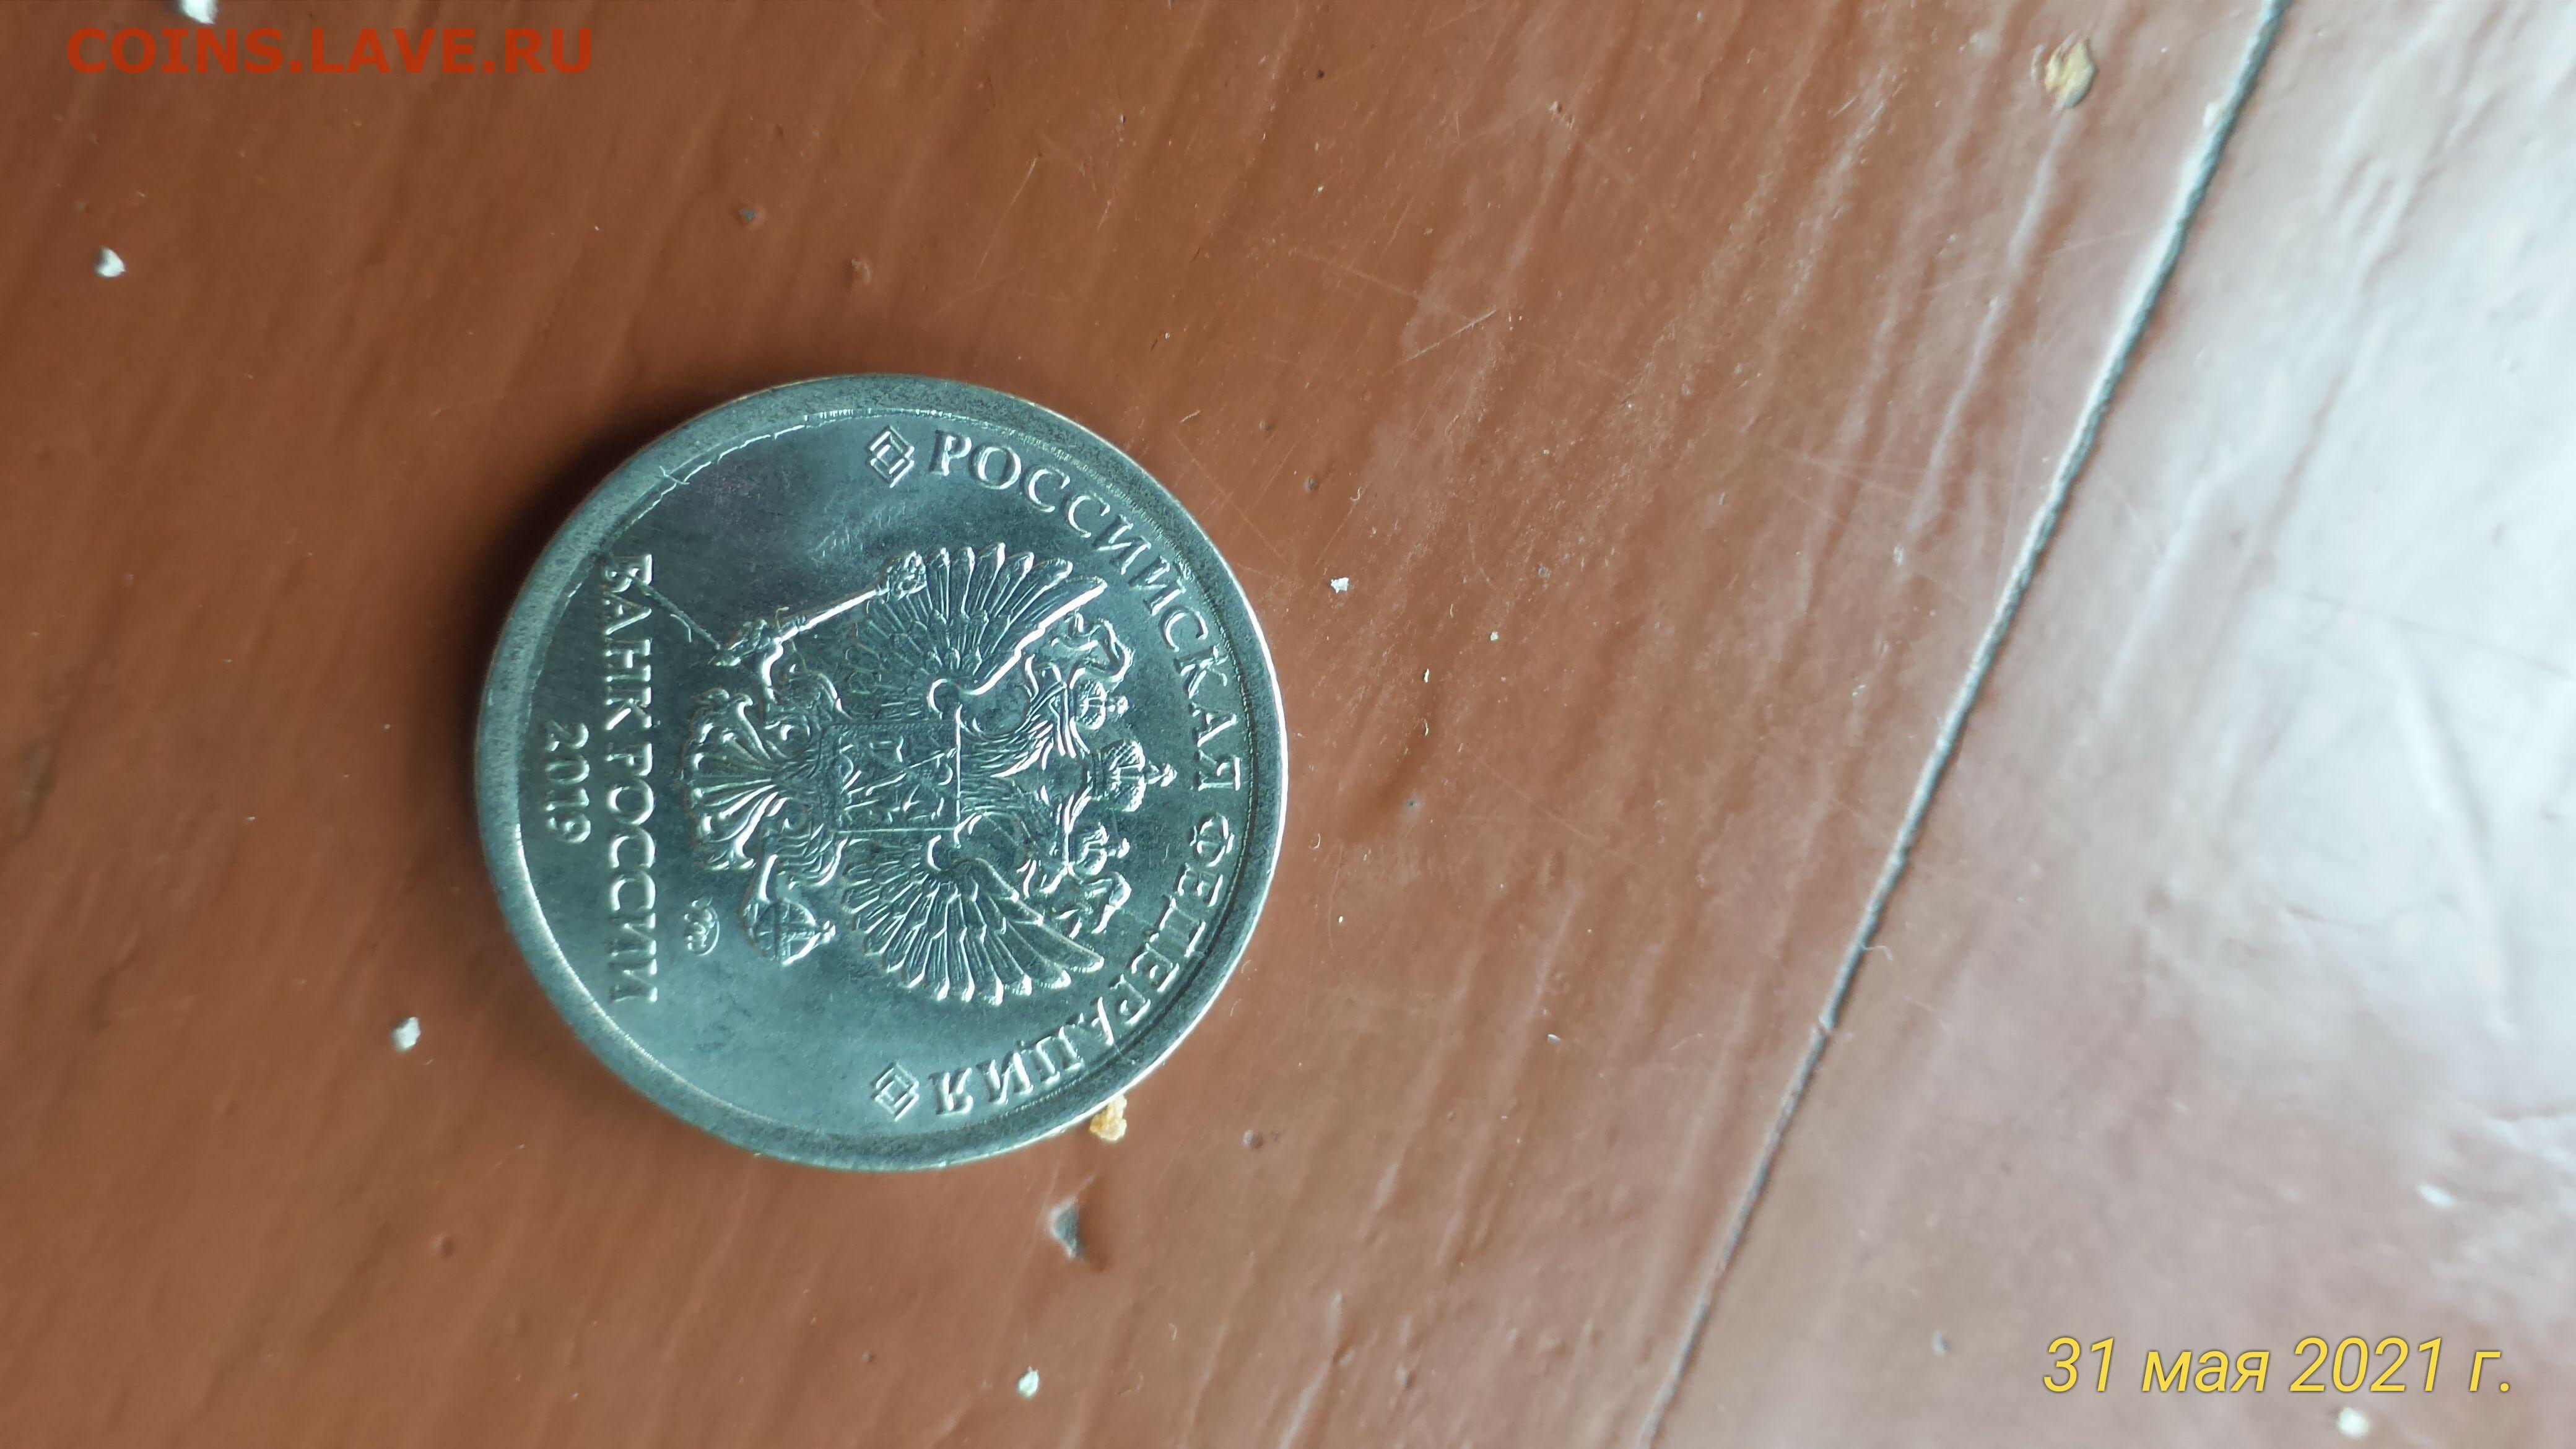 COINS.LAVE.RU
РОССИЙСКАЯ ФЕДЕРАЦИЯ
БАНК РОССИИ
2019
31 мая 2021 г.